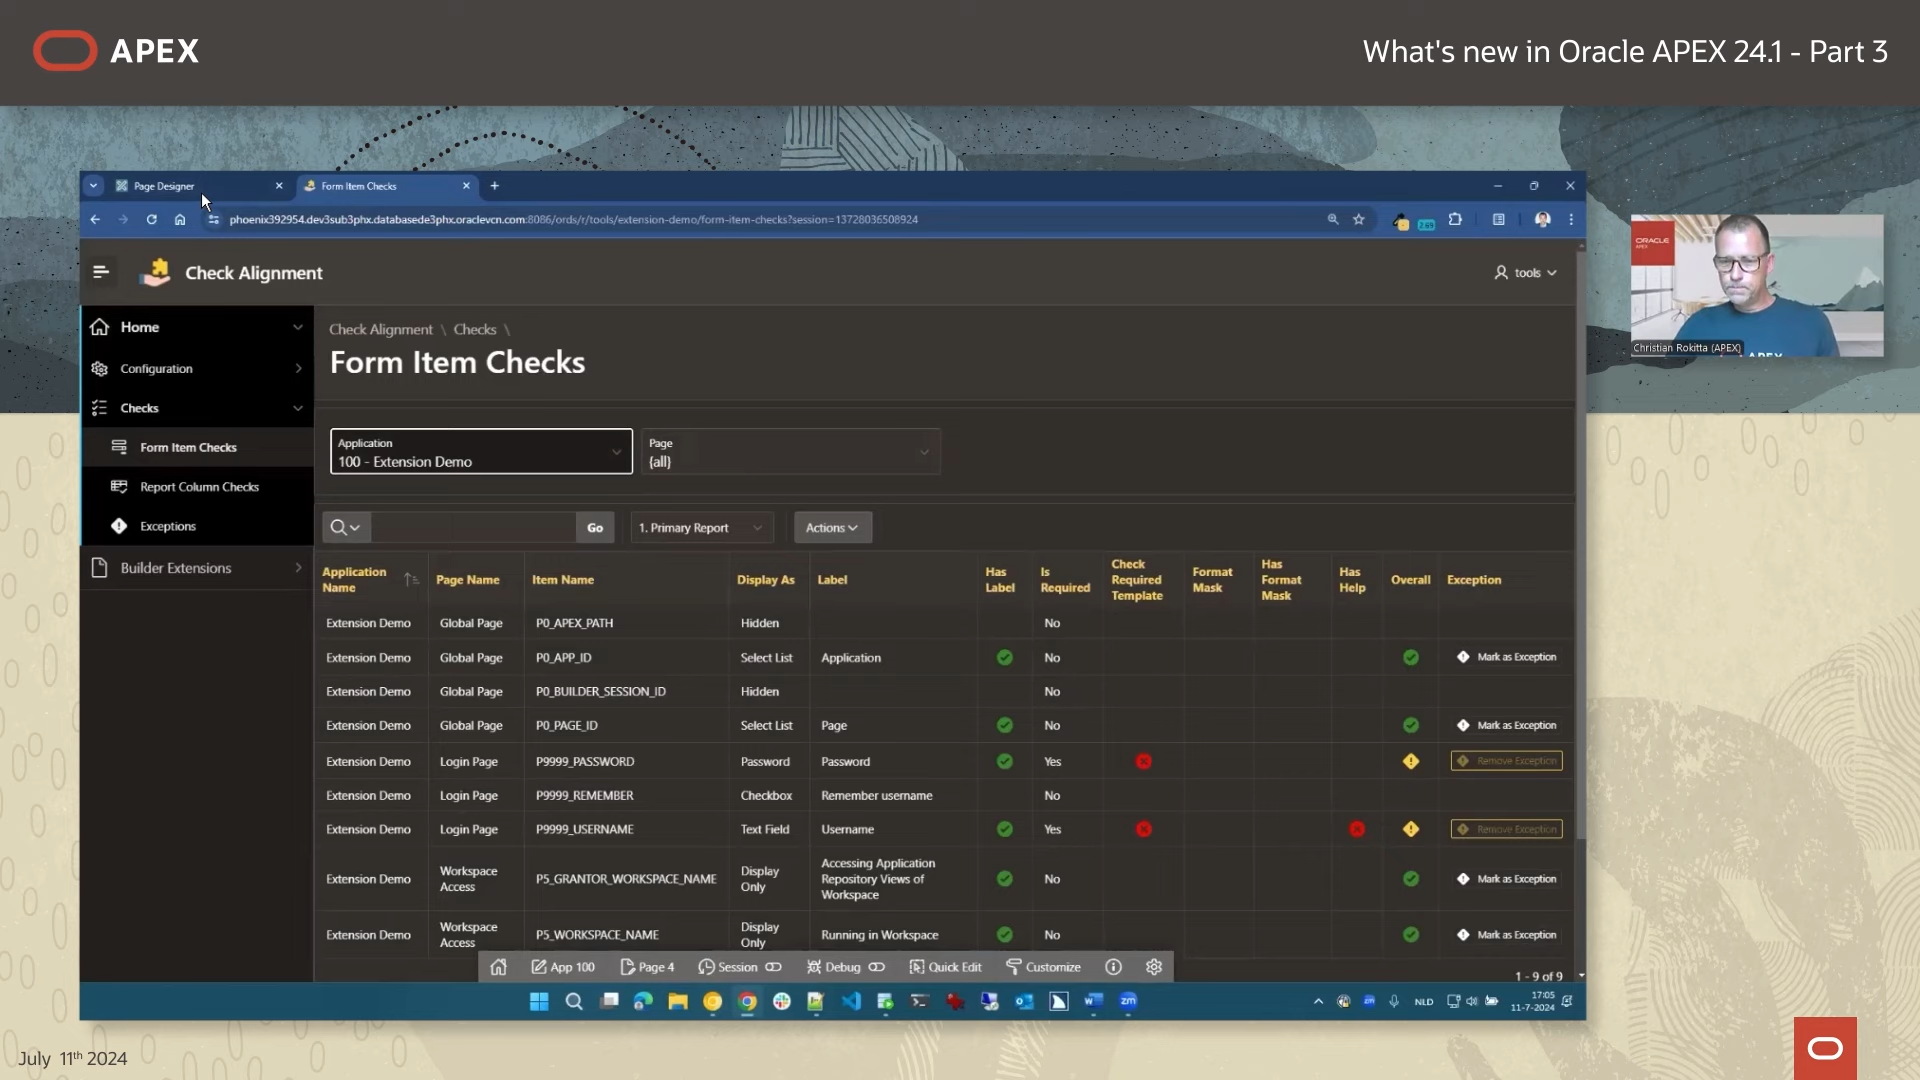 APEX
What's new in Oracle APEX 24.1 - Part 3
Page Designer
Form Item Checks
phoenix392954.dev3sub3phx.databasede3phx.oraclevcn.com:8086/ords/r/tools/extension-demo/form-item-checks?session=13728036508924
ORACLE
APEX
Christian Rokitta (APEX)
Check Alignment
tools
Home
Configuration
Checks
Form Item Checks
Report Column Checks
Exceptions
Builder Extensions
Check Alignment \ Checks \
Form Item Checks
Application
100 - Extension Demo
Page
(all)
Go
1. Primary Report
Actions
Application Name
Page Name
Item Name
Display As
Label
Has Label
Is Required
Check Required Template
Format Mask
Has Format Mask
Has Help
Overall
Exception
Extension Demo Global Page P0_APEX_PATH Hidden No
Extension Demo Global Page P0_APP_ID Select List Application No Mark as Exception
Extension Demo Global Page P0_BUILDER_SESSION_ID Hidden No
Extension Demo Global Page P0_PAGE_ID Select List Page No Mark as Exception
Extension Demo Login Page P9999_PASSWORD Password Password Yes Remove Exception
Extension Demo Login Page P9999_REMEMBER Checkbox Remember username No
Extension Demo Login Page P9999_USERNAME Text Field Username Yes Remove Exception
Extension Demo Workspace Access P5_GRANTOR_WORKSPACE_NAME Display Only Accessing Application Repository Views of Workspace No Mark as Exception
Extension Demo Workspace Access P5_WORKSPACE_NAME Display Only Running in Workspace No Mark as Exception
App 100
Page 4
Session
Debug
Quick Edit
Customize
1 - 9 of 9
NLD
17:05
11-7-2024
July 11th 2024